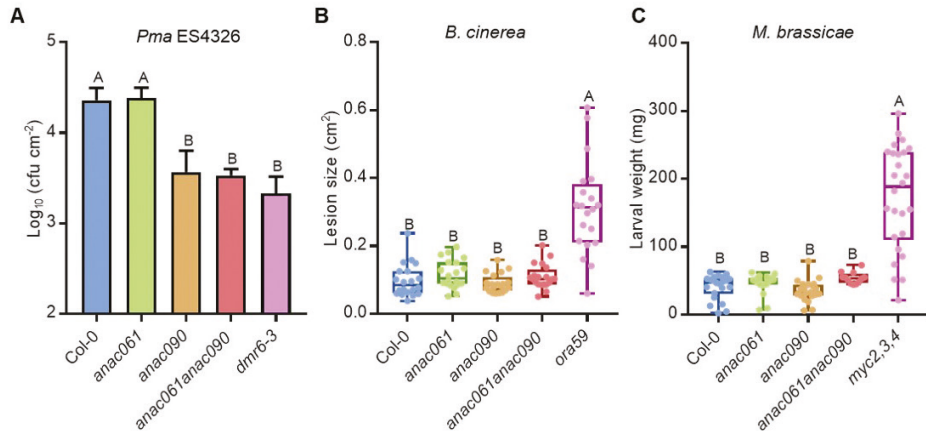 A
Pma ES4326
Log10 (cfu cm−2)
5
4
3
2
A
A
B
B
B
Col-0
anac061
anac090
anac061anac090
dmr6-3
B
B. cinerea
Lesion size (cm2)
0.8
0.6
0.4
0.2
0.0
B
B
B
B
A
Col-0
anac061
anac090
anac061anac090
ora59
C
M. brassicae
Larval weight (mg)
400
300
200
100
0
B
B
B
B
A
Col-0
anac061
anac090
anac061anac090
myc2,3,4